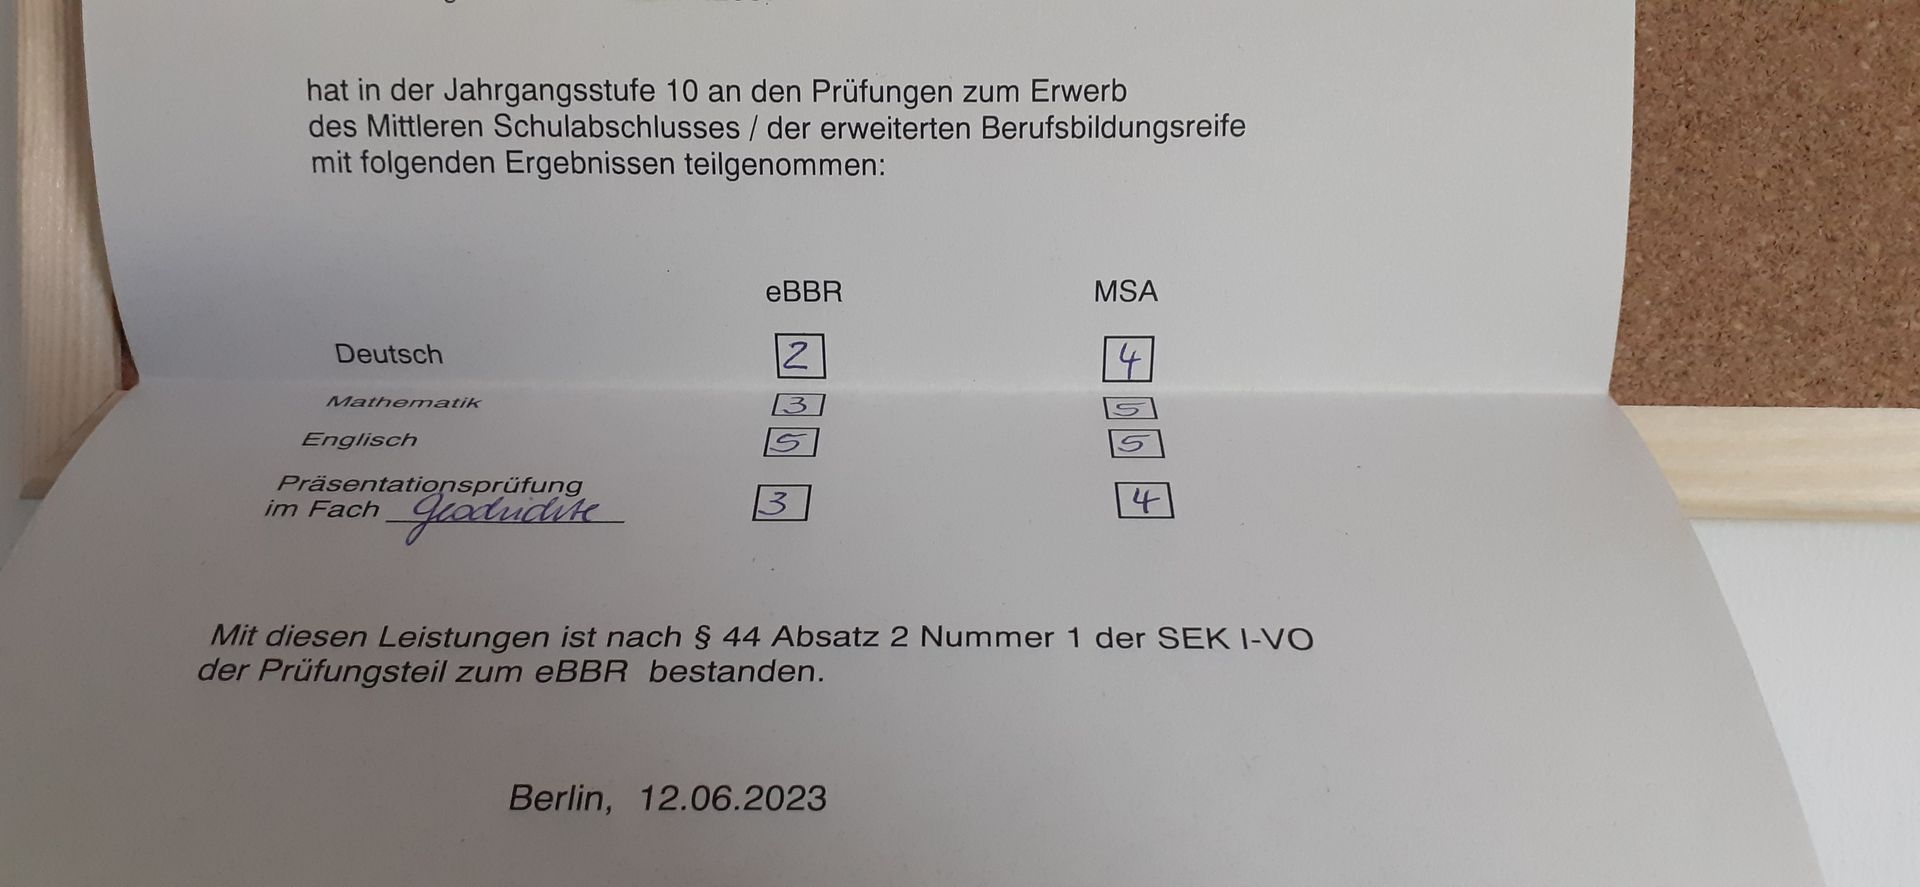 hat in der Jahrgangsstufe 10 an den Prüfungen zum Erwerb
des Mittleren Schulabschlusses / der erweiterten Berufsbildungsreife
mit folgenden Ergebnissen teilgenommen:
eBBR MSA
Deutsch 2 4
Mathematik 3 5
Englisch 5 5
Präsentationsprüfung
im Fach Geschichte 3 4
Mit diesen Leistungen ist nach § 44 Absatz 2 Nummer 1 der SEK I-VO
der Prüfungsteil zum eBBR bestanden.
Berlin, 12.06.2023